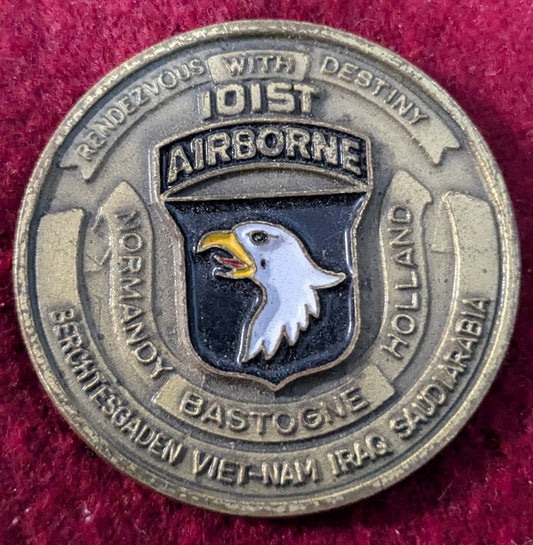 RENDEZVOUS WITH DESTINY
101ST
AIRBORNE
NORMANDY BASTOGNE HOLLAND
BERCHTESGADEN VIET-NAM IRAQ SAUDI ARABIA